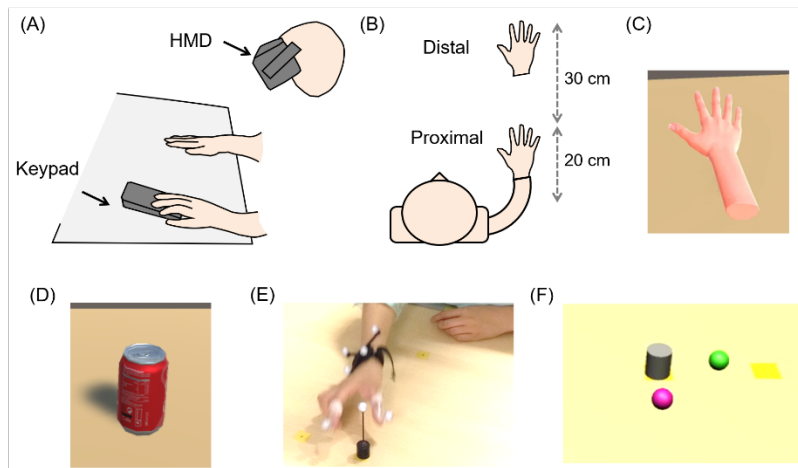 (A)
HMD
Keypad
(B)
Distal
30 cm
Proximal
20 cm
(C)
(D)
(E)
(F)